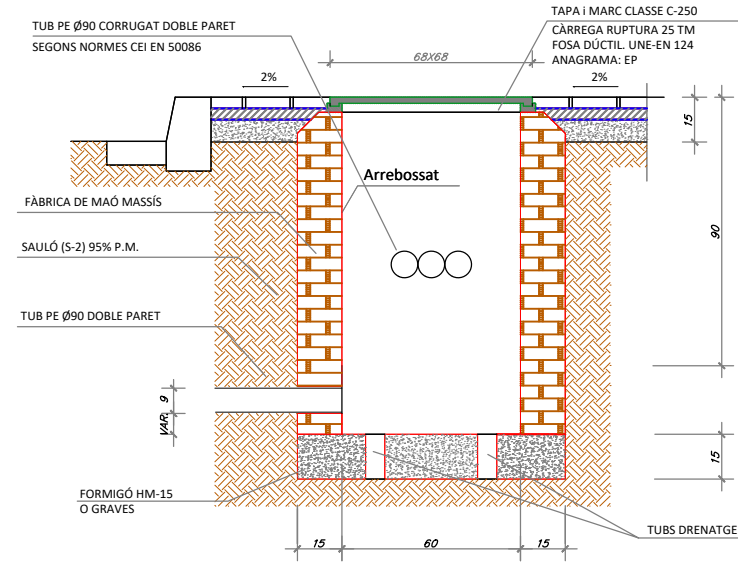 TUB PE Ø90 CORRUGAT DOBLE PARET
SEGONS NORMES CEI EN 50086
TAPA i MARC CLASSE C-250
CÀRREGA RUPTURA 25 TM
FOSA DÚCTIL. UNE-EN 124
ANAGRAMA: EP
68X68
2%
2%
15
Arrebossat
FÀBRICA DE MAÓ MASSÍS
90
SAULÓ (S-2) 95% P.M.
TUB PE Ø90 DOBLE PARET
9
VAR.
15
FORMIGÓ HM-15
O GRAVES
TUBS DRENATGE
15
60
15